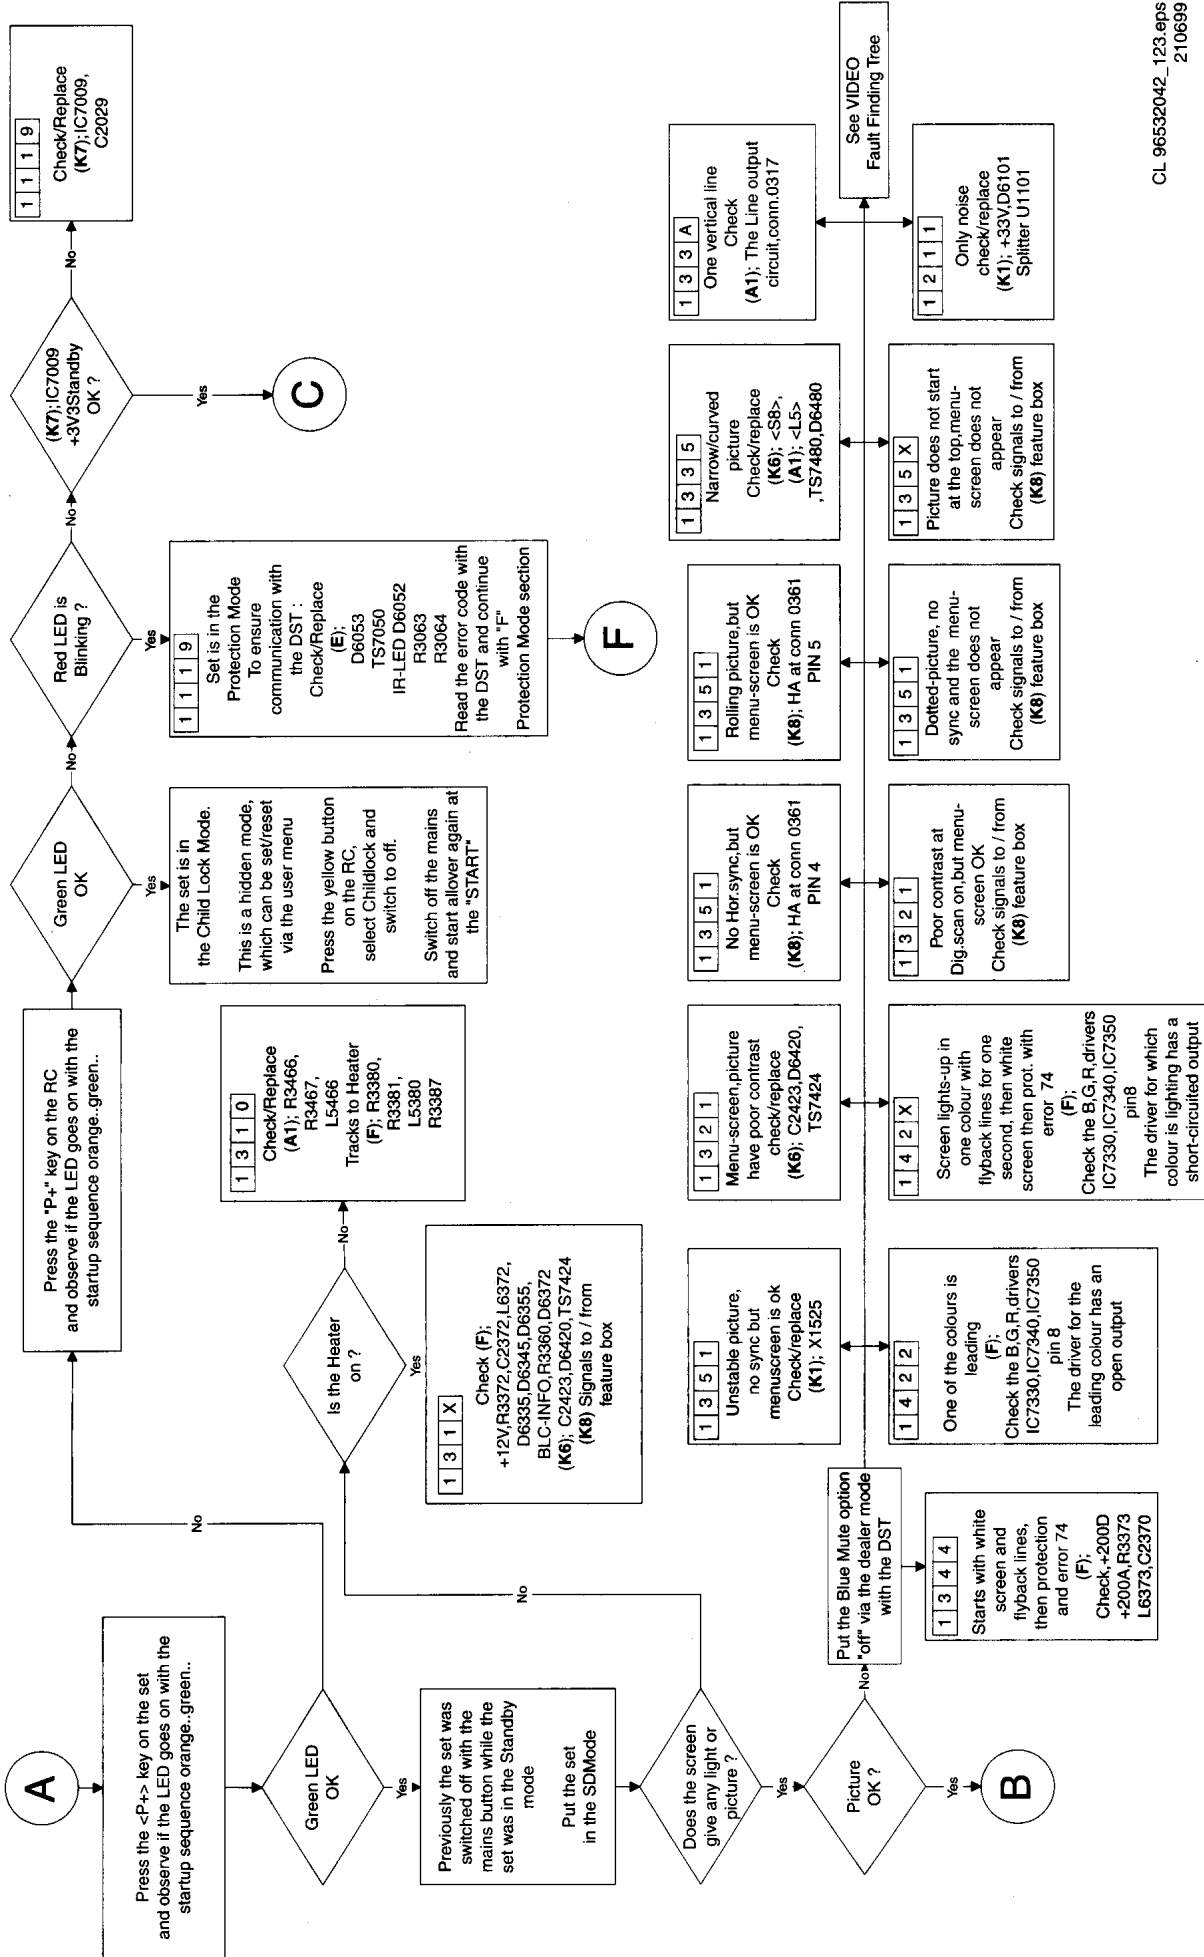 A
Press the <P+> key on the set
and observe if the LED goes on with the
startup sequence orange..green..
Green LED
OK
No
Yes
Previously the set was
switched off with the
mains button while the
set was in the Standby
mode
Put the set
in the SDMode
Does the screen
give any light or
picture ?
No
Yes
Picture
OK ?
No
Yes
B
Press the "P+" key on the RC
and observe if the LED goes on with the
startup sequence orange..green..
Green LED
OK
No
Yes
The set is in
the Child Lock Mode.
This is a hidden mode,
which can be set/reset
via the user menu
Press the yellow button
on the RC,
select Childlock and
switch to off.
Switch off the mains
and start allover again at
the "START"
Red LED is
Blinking ?
No
Yes
1 1 1 9
Set is in the
Protection Mode
To ensure
communication with
the DST :
Check/Replace
(E);
D6053
TS7050
IR-LED D6052
R3063
R3064
Read the error code with
the DST and continue
with "F"
Protection Mode section
F
(K7);IC7009
+3V3Standby
OK ?
No
Yes
C
1 1 1 9
Check/Replace
(K7);IC7009,
C2029
Is the Heater
on ?
No
Yes
1 3 1 0
Check/Replace
(A1); R3466,
R3467,
L5466
Tracks to Heater
(F); R3380,
R3381,
L5380
R3387
1 3 1 X
Check (F);
+12V,R3372,C2372,L6372,
D6335,D6345,D6355,
BLC-INFO,R3360,D6372
(K6); C2423,D6420,TS7424
(K8) Signals to / from
feature box
Put the Blue Mute option
"off" via the dealer mode
with the DST
1 3 4 4
Starts with white
screen and
flyback lines,
then protection
and error 74
(F);
Check,+200D
+200A,R3373
L6373,C2370
1 3 5 1
Unstable picture,
no sync but
menuscreen is ok
Check/replace
(K1); X1525
1 4 2 2
One of the colours is
leading
(F);
Check the B,G,R,drivers
IC7330,IC7340,IC7350
pin 8
The driver for the
leading colour has an
open output
1 3 2 1
Menu-screen,picture
have poor contrast
check/replace
(K6); C2423,D6420,
TS7424
1 4 2 X
Screen lights-up in
one colour with
flyback lines for one
second, then white
screen then prot. with
error 74
(F);
Check the B,G,R,drivers
IC7330,IC7340,IC7350
pin8
The driver for which
colour is lighting has a
short-circuited output
1 3 5 1
No Hor.sync,but
menu-screen is OK
Check
(K8); HA at conn 0361
PIN 4
1 3 2 1
Poor contrast at
Dig.scan on,but menu-
screen OK
Check signals to / from
(K8) feature box
1 3 5 1
Rolling picture,but
menu-screen is OK
Check
(K8); HA at conn 0361
PIN 5
1 3 5 1
Dotted-picture, no
sync and the menu-
screen does not
appear
Check signals to / from
(K8) feature box
1 3 3 5
Narrow/curved
picture
Check/replace
(K6); <S8>,
(A1); <L5>
,TS7480,D6480
1 3 5 X
Picture does not start
at the top,menu-
screen does not
appear
Check signals to / from
(K8) feature box
1 3 3 A
One vertical line
Check
(A1); The Line output
circuit,conn.0317
1 2 1 1
Only noise
check/replace
(K1); +33V,D6101
Splitter U1101
See VIDEO
Fault Finding Tree
CL 96532042_123.eps
210699